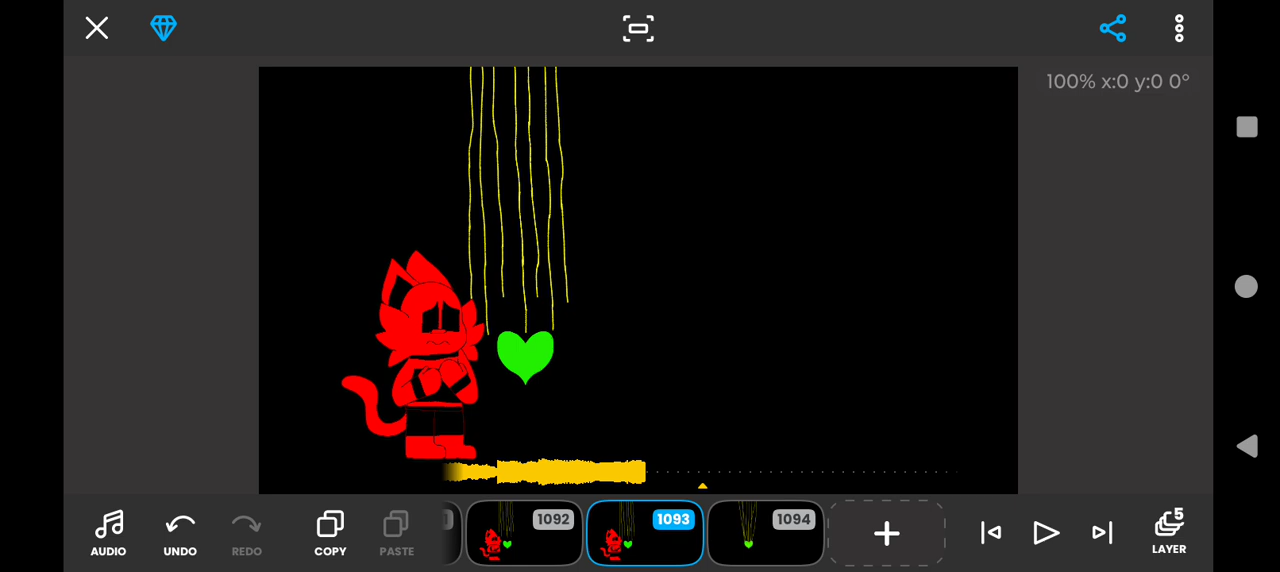 100% x:0 y:0 0°
1092
1093
1094
5
AUDIO
UNDO
REDO
COPY
PASTE
LAYER